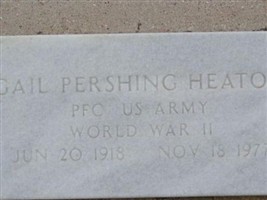 GAIL PERSHING HEATO
PFC US ARMY
WORLD WAR II
JUN 20 1918 NOV 18 197